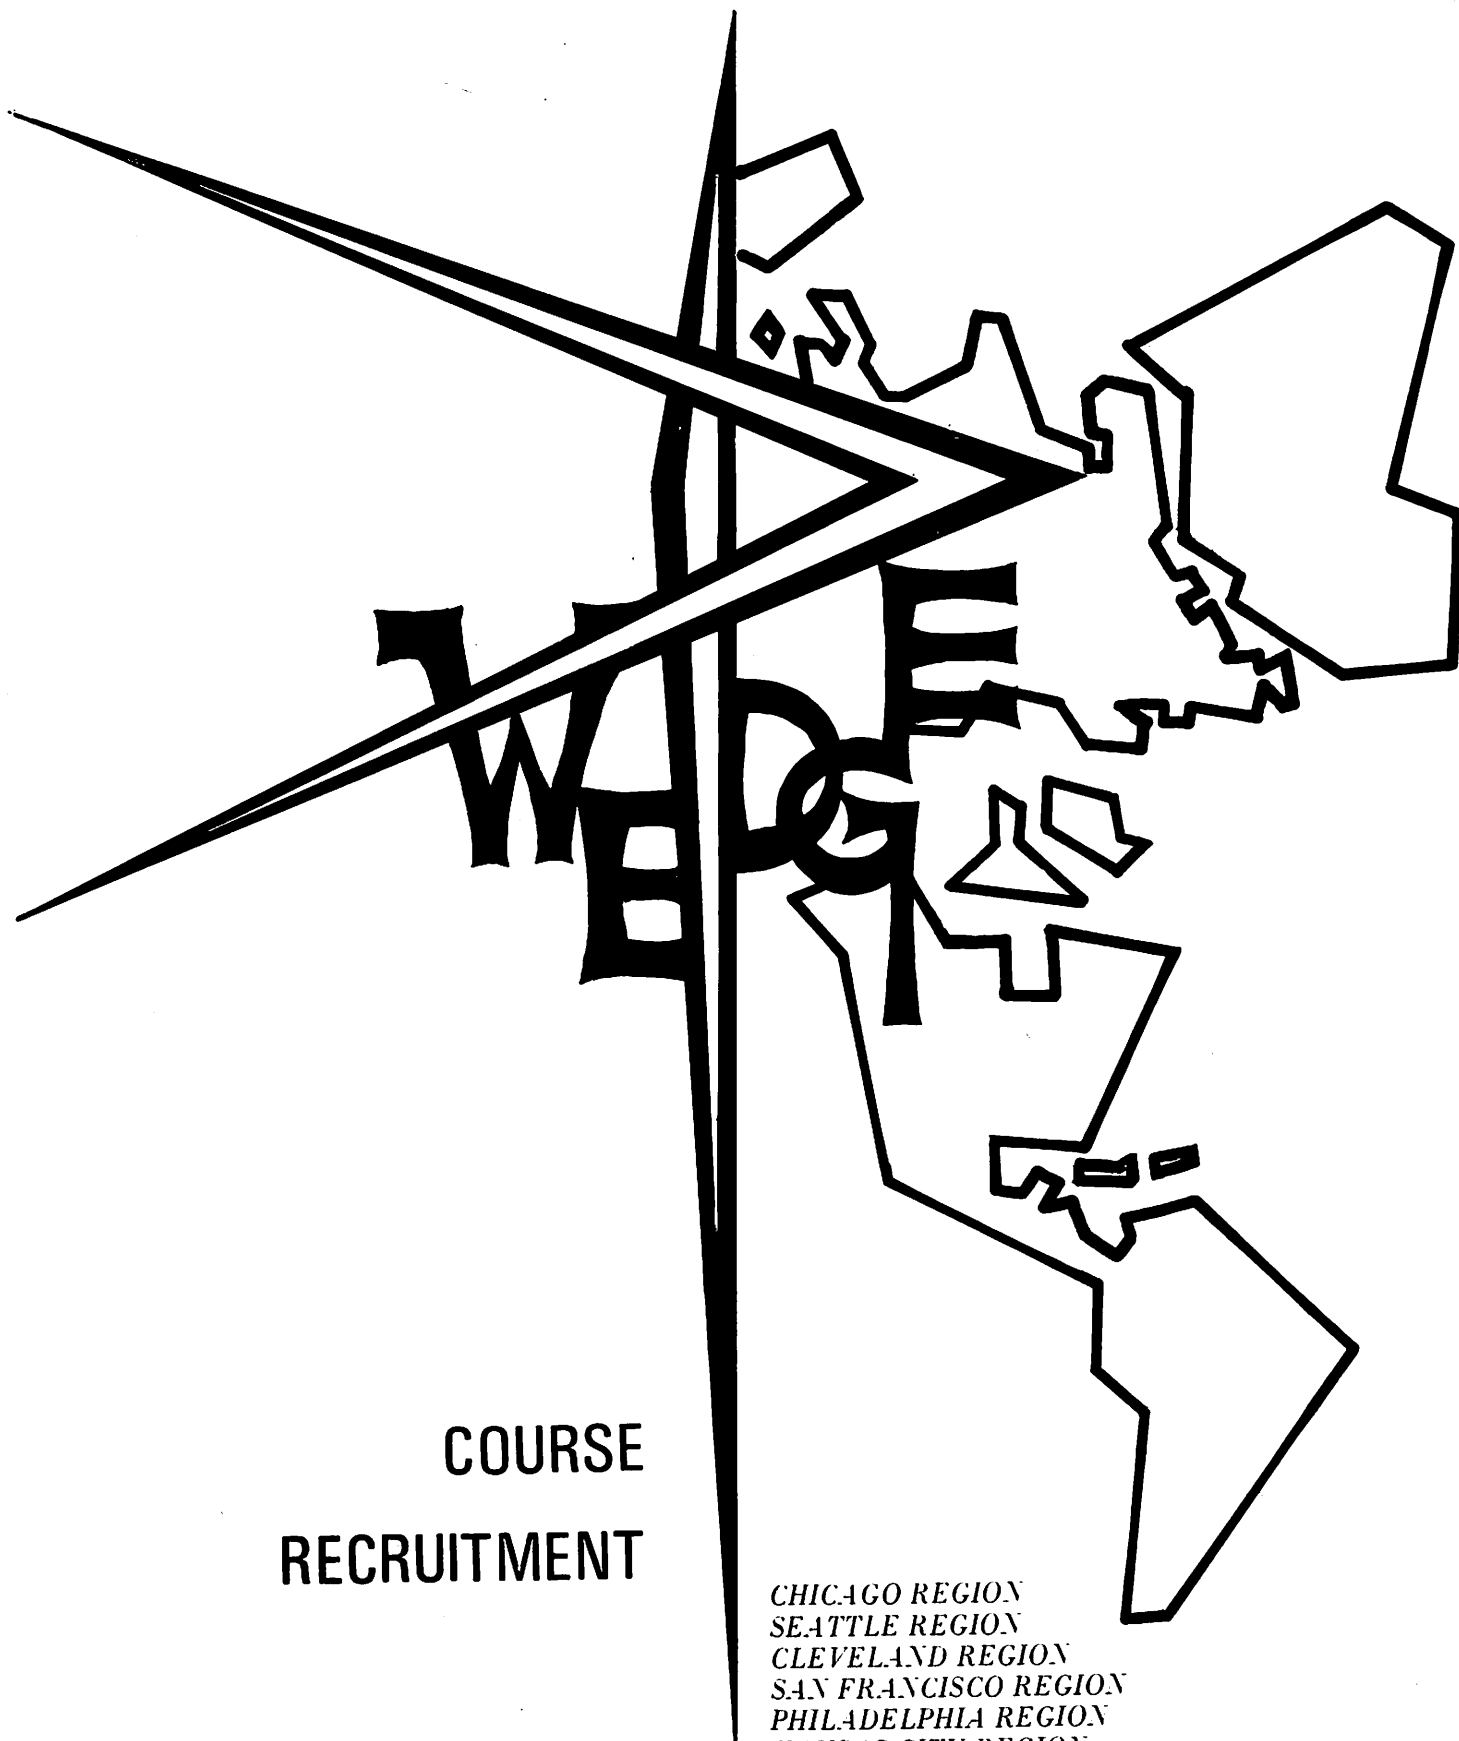 WEDGE
COURSE
RECRUITMENT
CHICAGO REGION
SEATTLE REGION
CLEVELAND REGION
SAN FRANCISCO REGION
PHILADELPHIA REGION